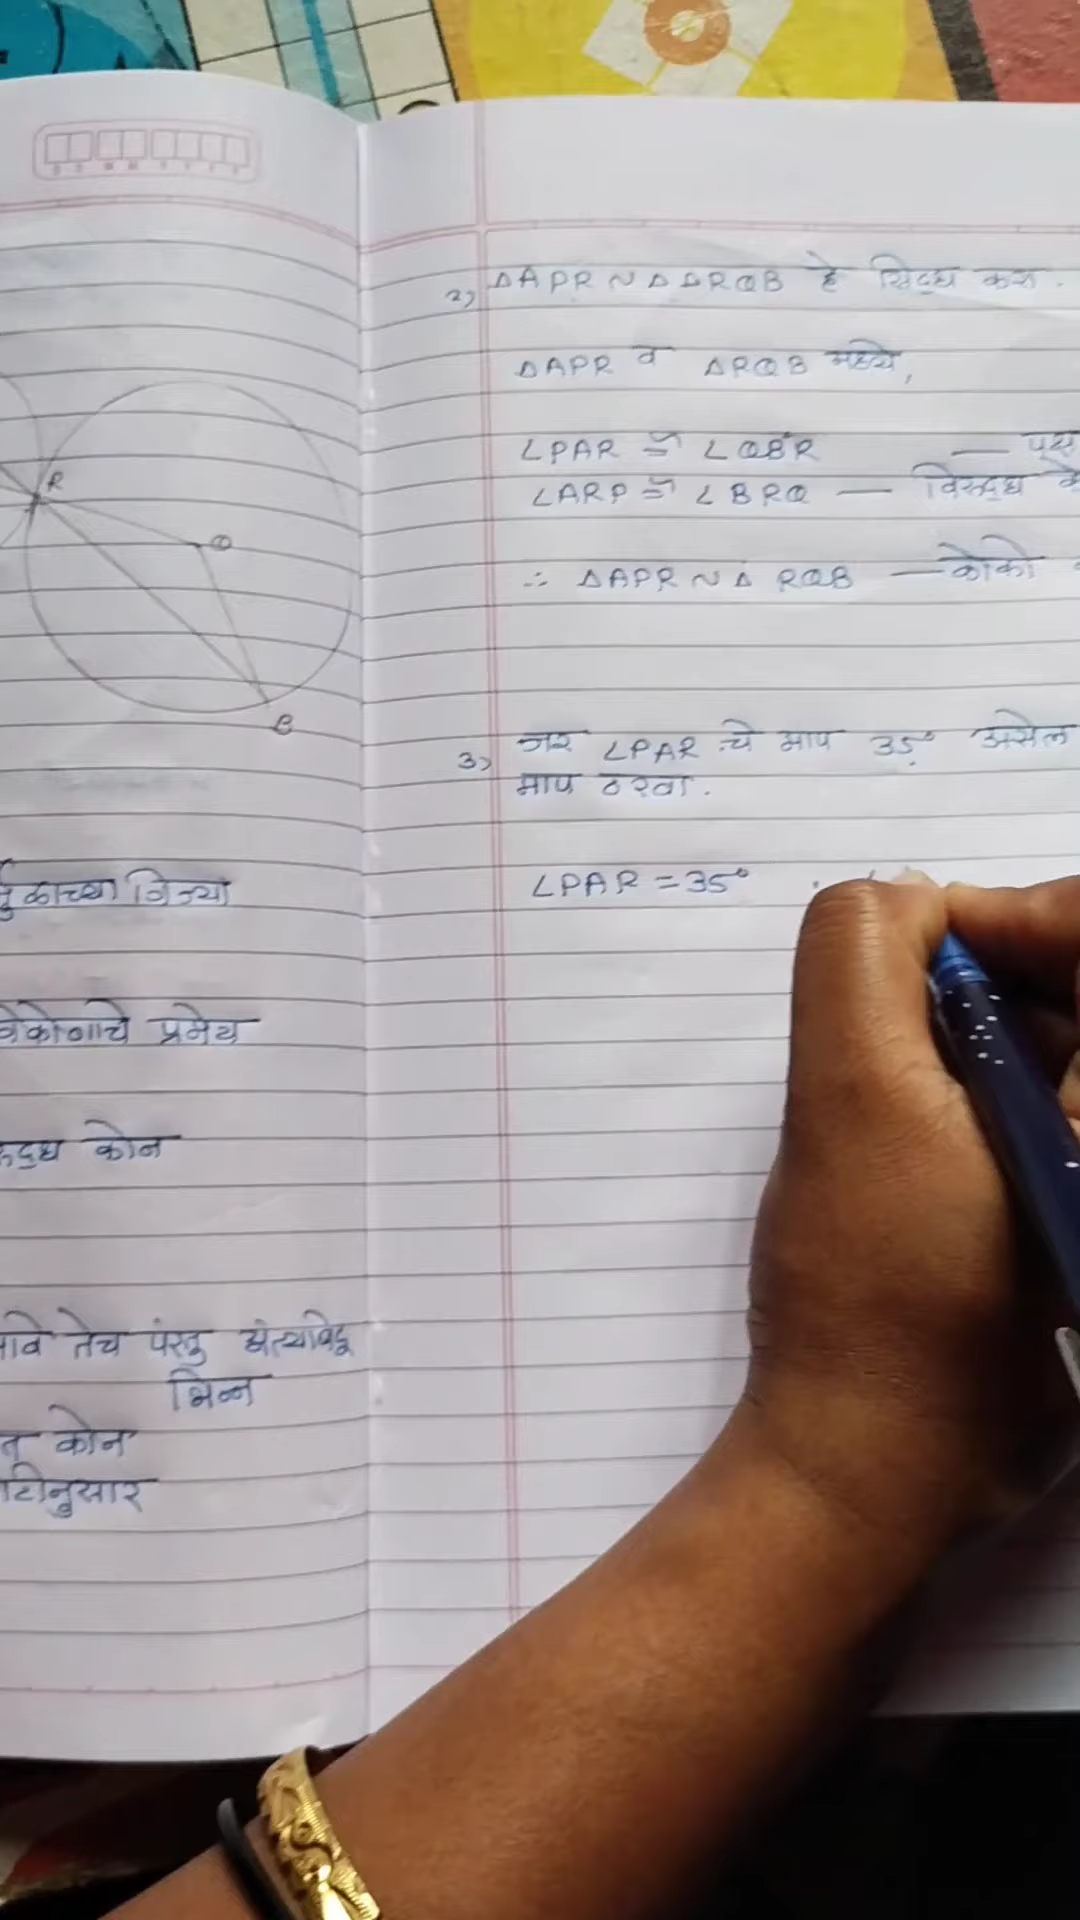 R
Q
B
त्रिज्या
प्रमेय
कोन
तेच परंतु अंत्यबिंदू
भिन्न
कोन
2) ΔAPR ~ Δ ΔRQB हे सिद्ध करा.
ΔAPR व ΔRQB मध्ये,
∠PAR ≅ ∠QBR —
∠ARP ≅ ∠BRQ — विरुद्ध
∴ ΔAPR ~ Δ RQB — कोको
3) जर ∠PAR चे माप 35° असेल
माप ठरवा.
∠PAR = 35°